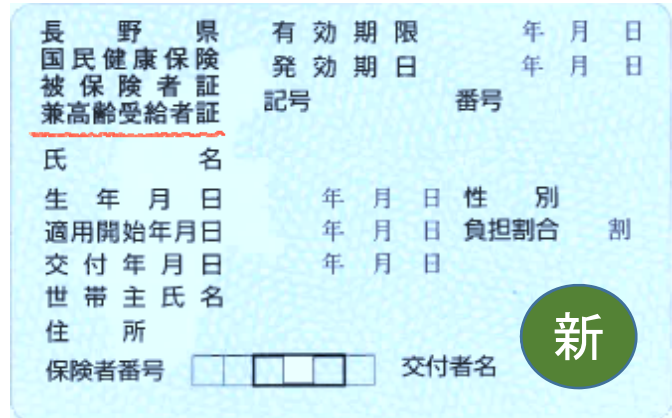 長野県 有効期限 年 月 日
国民健康保険 発効期日 年 月 日
被保険者証
兼高齢受給者証 記号 番号
氏名
生年月日 年 月 日 性別
適用開始年月日 年 月 日 負担割合 割
交付年月日 年 月 日
世帯主氏名
住所
新
保険者番号 交付者名